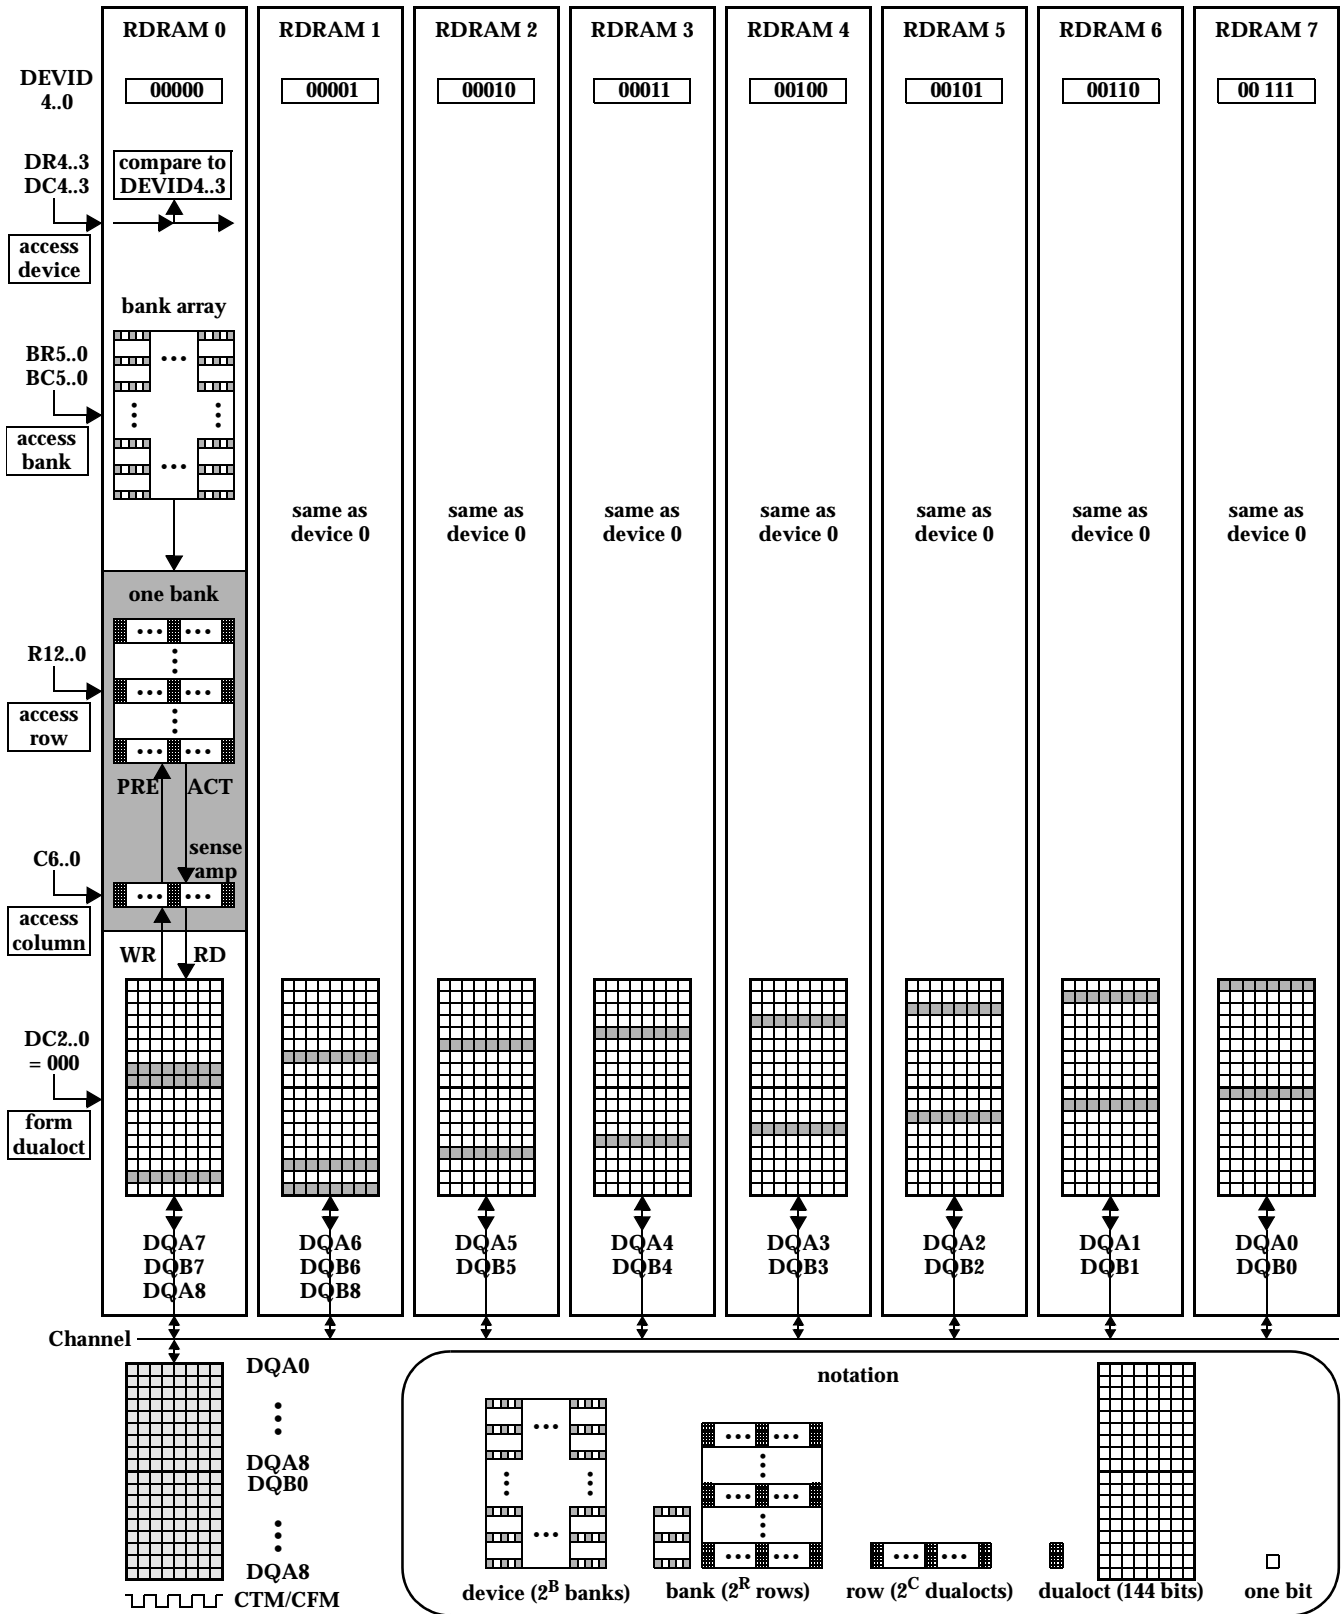 RDRAM 0 RDRAM 1 RDRAM 2 RDRAM 3 RDRAM 4 RDRAM 5 RDRAM 6 RDRAM 7
DEVID
4..0
00000 00001 00010 00011 00100 00101 00110 00 111
DR4..3
DC4..3
compare to
DEVID4..3
access
device
bank array
BR5..0
BC5..0
access
bank
same as same as same as same as same as same as same as
device 0 device 0 device 0 device 0 device 0 device 0 device 0
one bank
R12..0
access
row
PRE ACT
sense
amp
C6..0
access
column
WR RD
DC2..0
= 000
form
dualoct
DQA7 DQA6 DQA5 DQA4 DQA3 DQA2 DQA1 DQA0
DQB7 DQB6 DQB5 DQB4 DQB3 DQB2 DQB1 DQB0
DQA8 DQB8
Channel
DQA0
DQA8
DQB0
DQA8
CTM/CFM
notation
device (2^B banks) bank (2^R rows) row (2^C dualocts) dualoct (144 bits) one bit